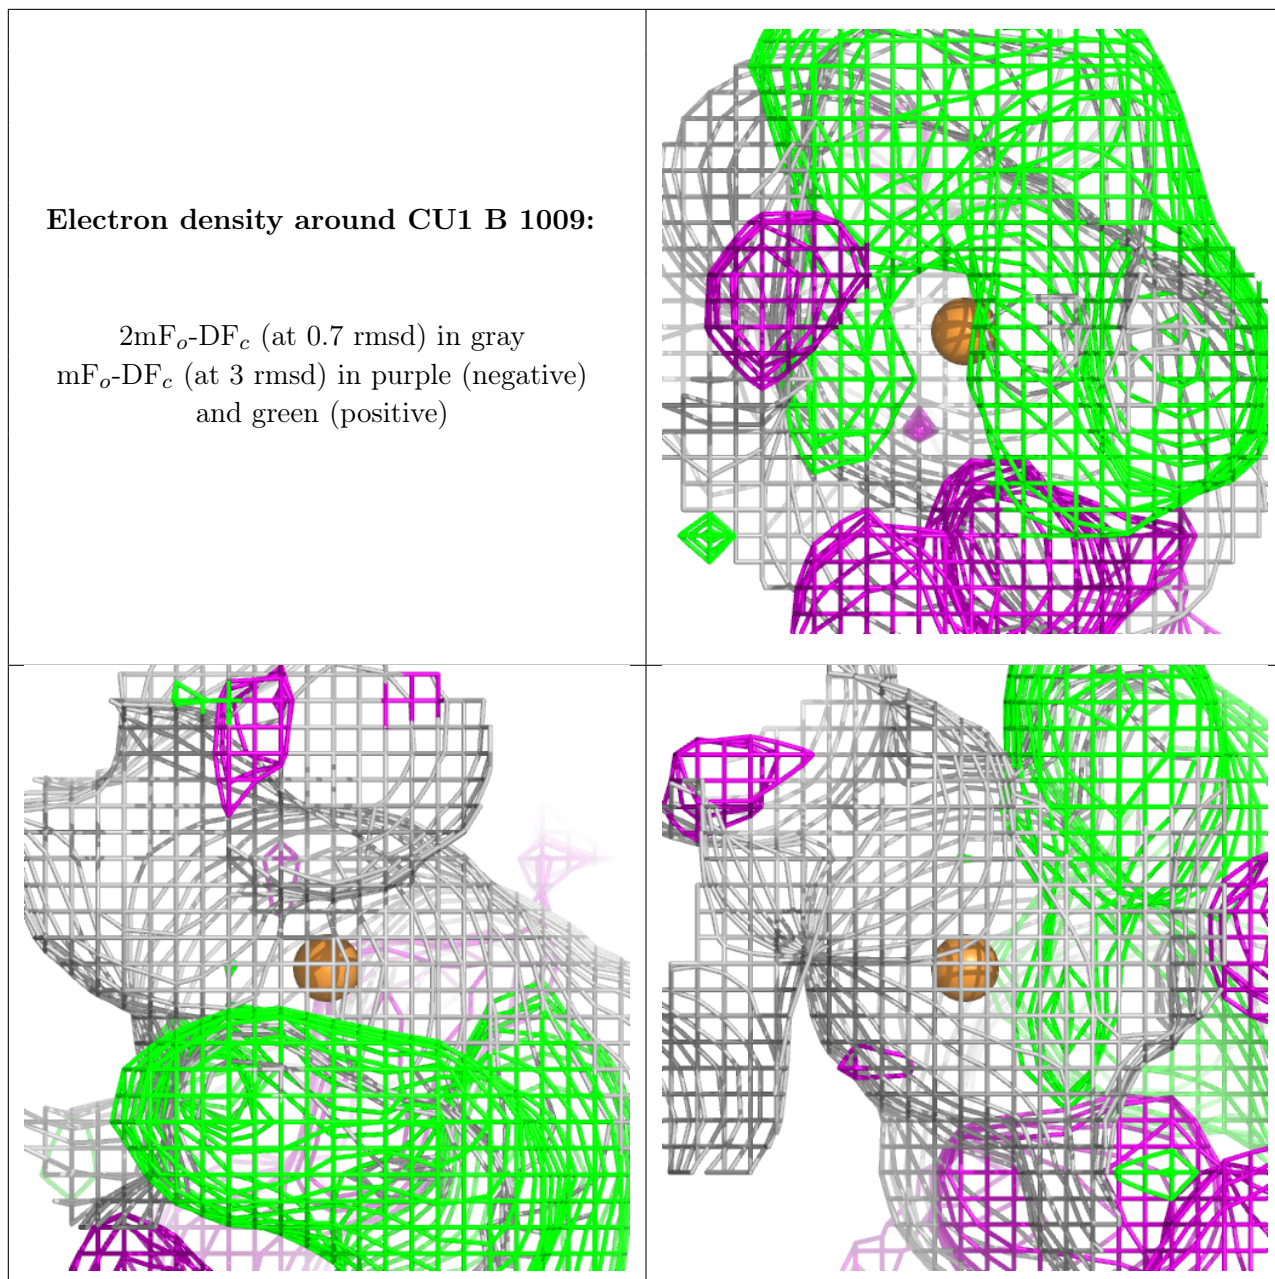 Electron density around CU1 B 1009:
2mFo-DFc (at 0.7 rmsd) in gray
mFo-DFc (at 3 rmsd) in purple (negative)
and green (positive)